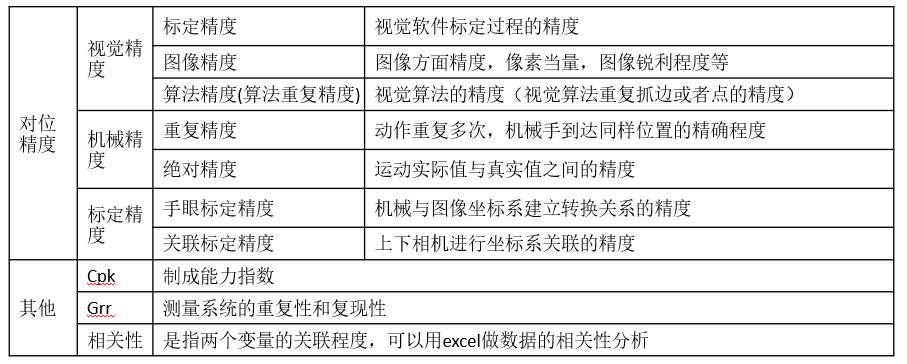 对位精度
视觉精度
标定精度
视觉软件标定过程的精度
图像精度
图像方面精度，像素当量，图像锐利程度等
算法精度(算法重复精度)
视觉算法的精度（视觉算法重复抓边或者点的精度）
机械精度
重复精度
动作重复多次，机械手到达同样位置的精确程度
绝对精度
运动实际值与真实值之间的精度
标定精度
手眼标定精度
机械与图像坐标系建立转换关系的精度
关联标定精度
上下相机进行坐标系关联的精度
其他
Cpk
制成能力指数
Grr
测量系统的重复性和复现性
相关性
是指两个变量的关联程度，可以用excel做数据的相关性分析